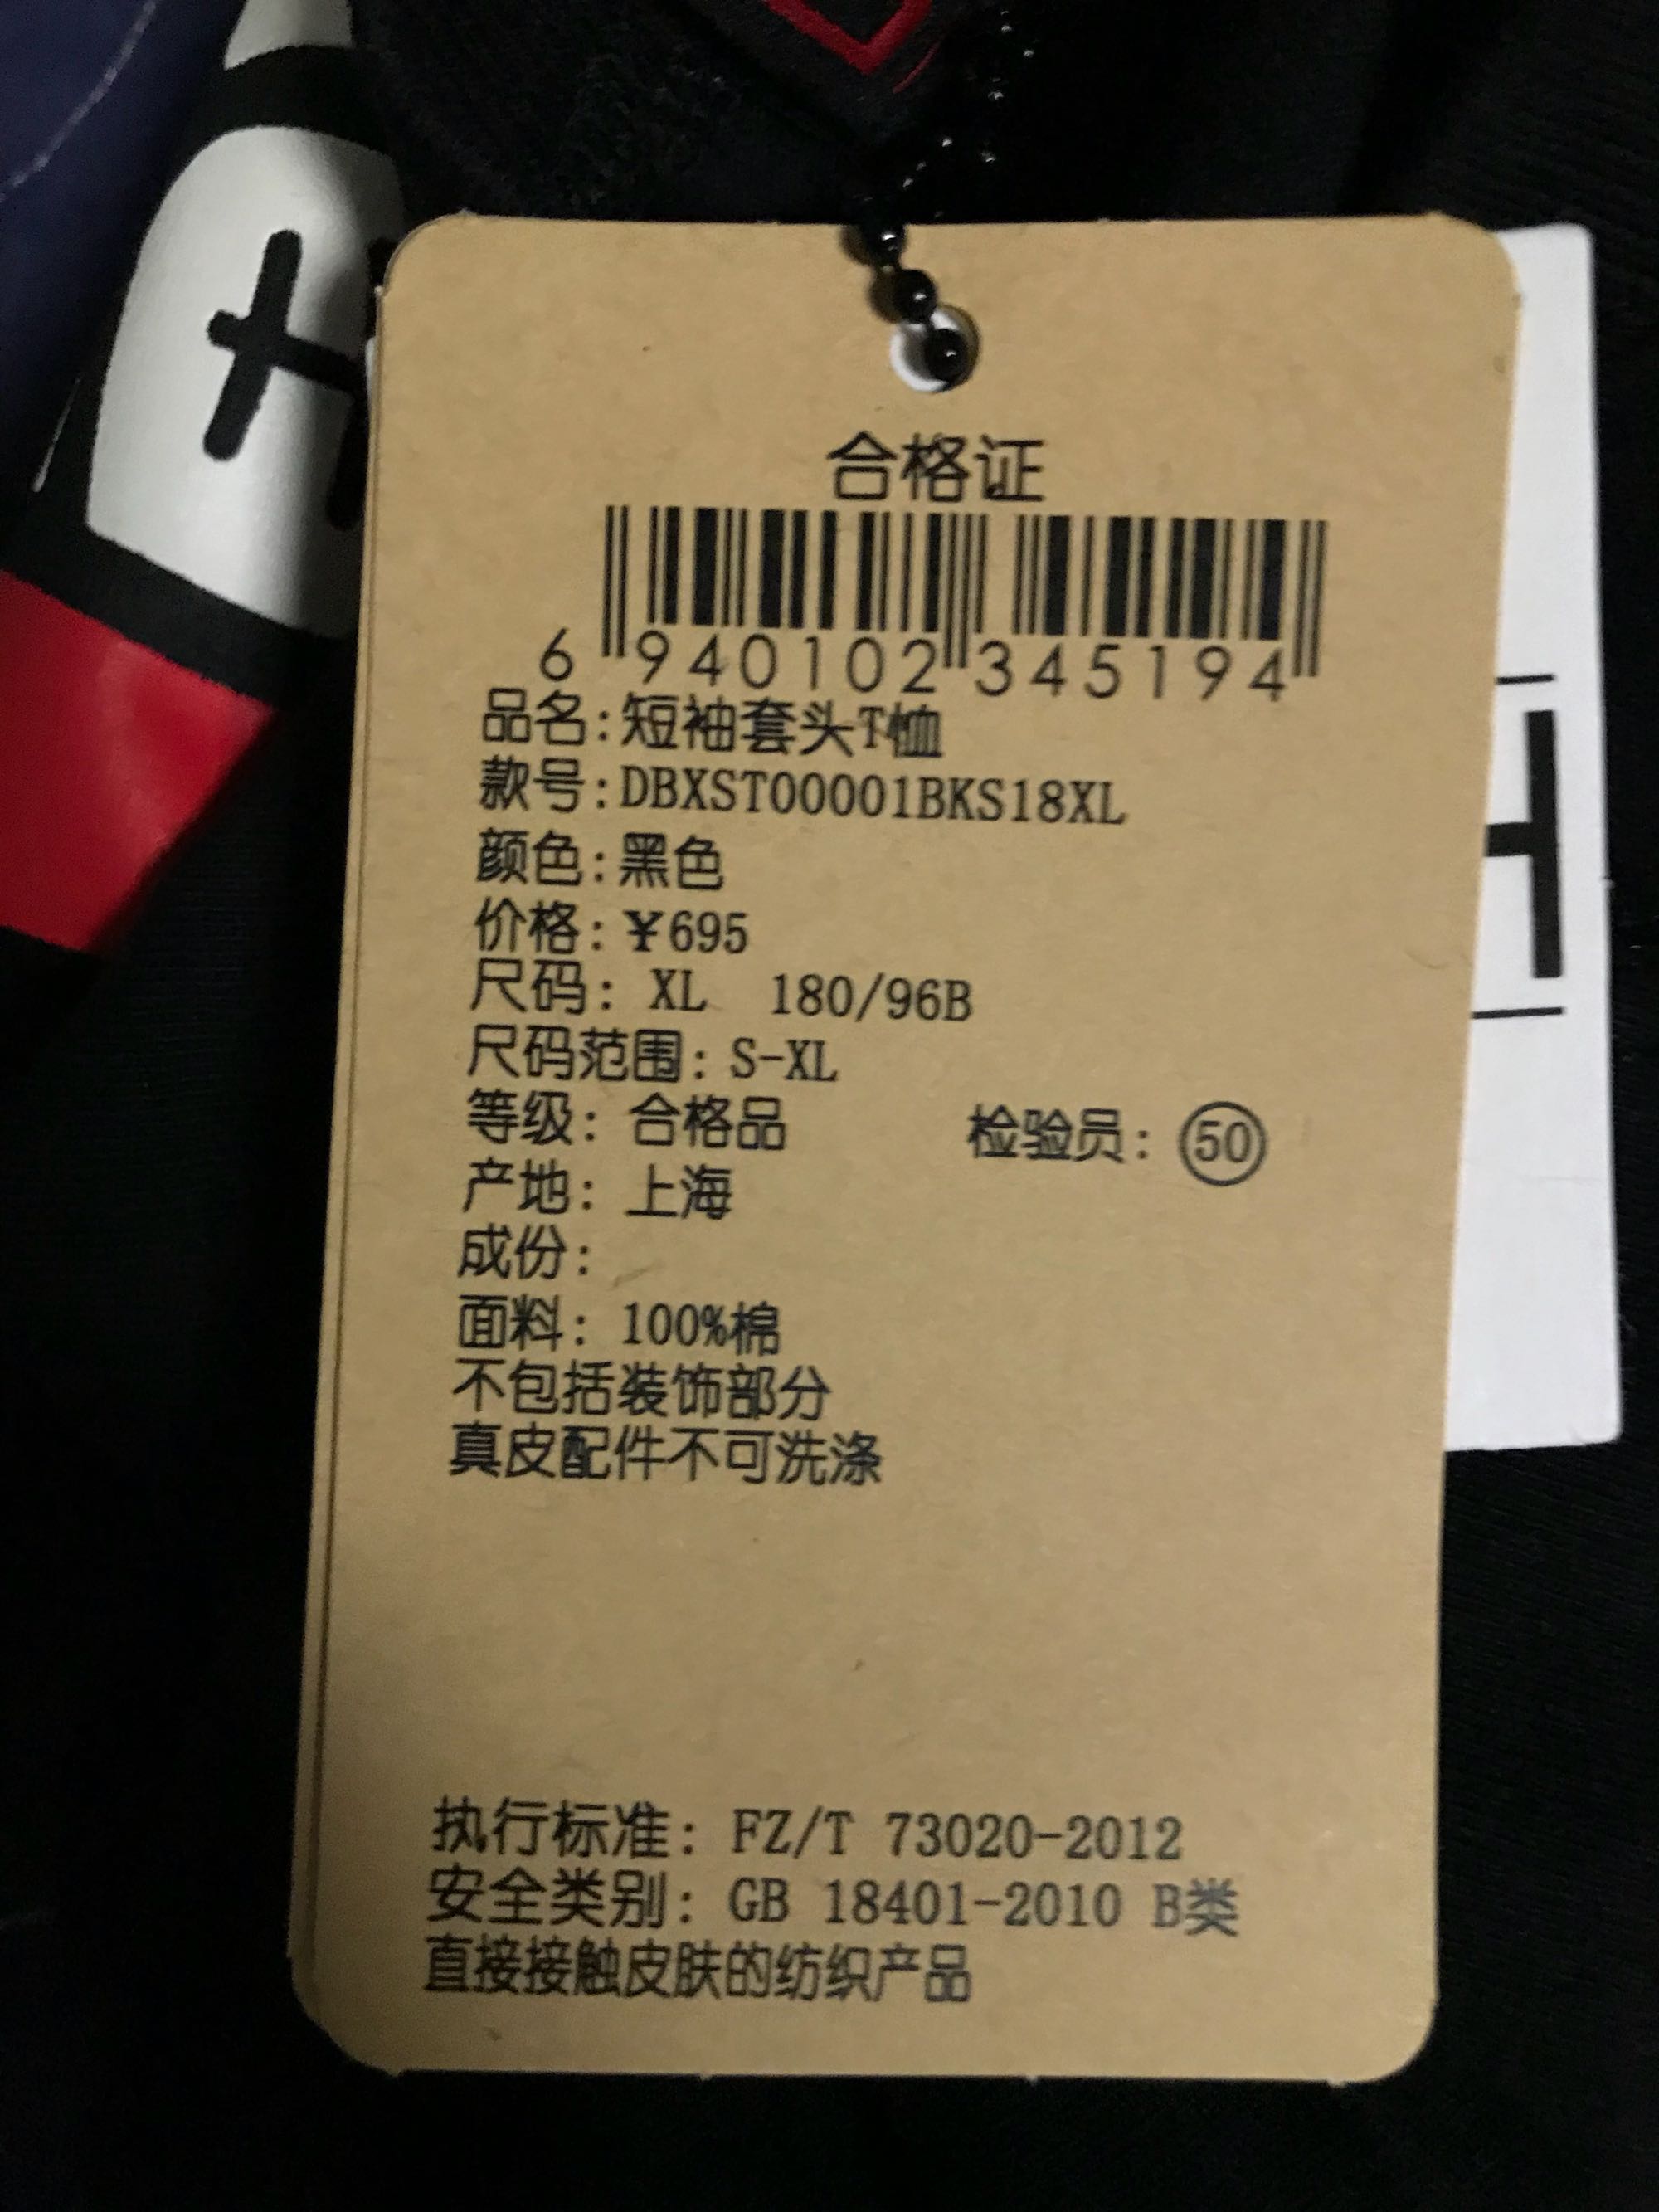 合格证
6 940102 345194
品名:短袖套头T恤
款号:DBXST00001BKS18XL
颜色:黑色
价格:¥695
尺码: XL 180/96B
尺码范围: S-XL
等级: 合格品 检验员: 50
产地: 上海
成份:
面料: 100%棉
不包括装饰部分
真皮配件不可洗涤
执行标准: FZ/T 73020-2012
安全类别: GB 18401-2010 B类
直接接触皮肤的纺织产品